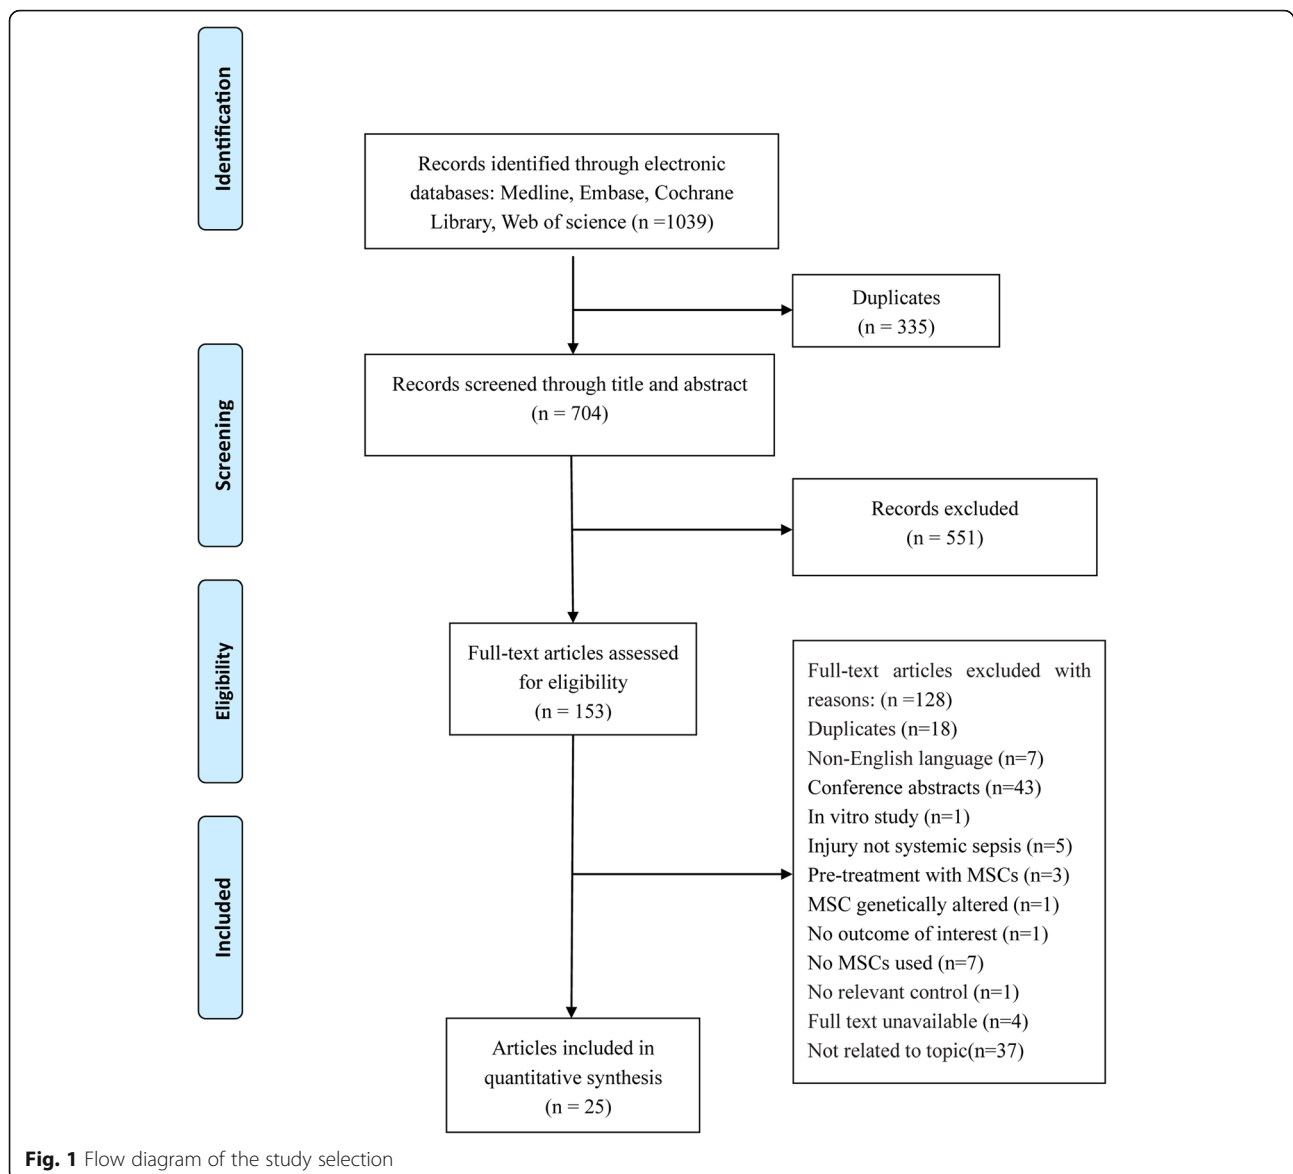 Identification
Records identified through electronic
databases: Medline, Embase, Cochrane
Library, Web of science (n =1039)
Duplicates
(n = 335)
Screening
Records screened through title and abstract
(n = 704)
Records excluded
(n = 551)
Eligibility
Full-text articles assessed
for eligibility
(n = 153)
Full-text articles excluded with
reasons: (n =128)
Duplicates (n=18)
Non-English language (n=7)
Conference abstracts (n=43)
In vitro study (n=1)
Injury not systemic sepsis (n=5)
Pre-treatment with MSCs (n=3)
MSC genetically altered (n=1)
No outcome of interest (n=1)
No MSCs used (n=7)
No relevant control (n=1)
Full text unavailable (n=4)
Not related to topic(n=37)
Included
Articles included in
quantitative synthesis
(n = 25)
Fig. 1 Flow diagram of the study selection